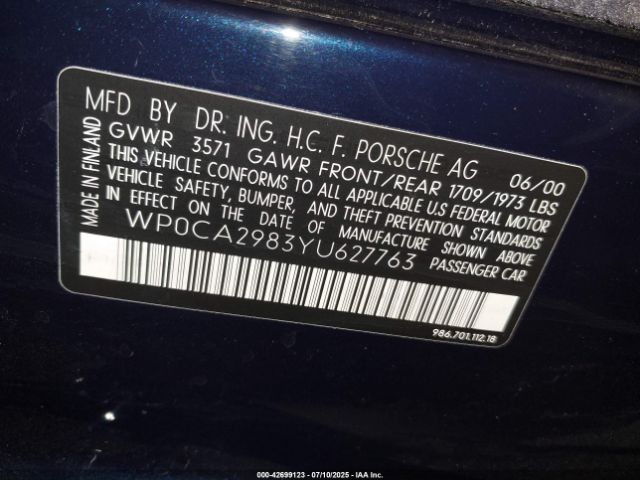 MFD BY DR. ING. H.C. F. PORSCHE AG 06/00
GVWR 3571 GAWR FRONT/REAR 1709/1973 LBS
THIS VEHICLE CONFORMS TO ALL APPLICABLE U.S FEDERAL MOTOR
VEHICLE SAFETY, BUMPER, AND THEFT PREVENTION STANDARDS
IN EFFECT ON THE DATE OF MANUFACTURE SHOWN ABOVE
WP0CA2983YU627763 PASSENGER CAR
MADE IN FINLAND
986.701.112.18
000-42699123 - 07/10/2025 - IAA Inc.